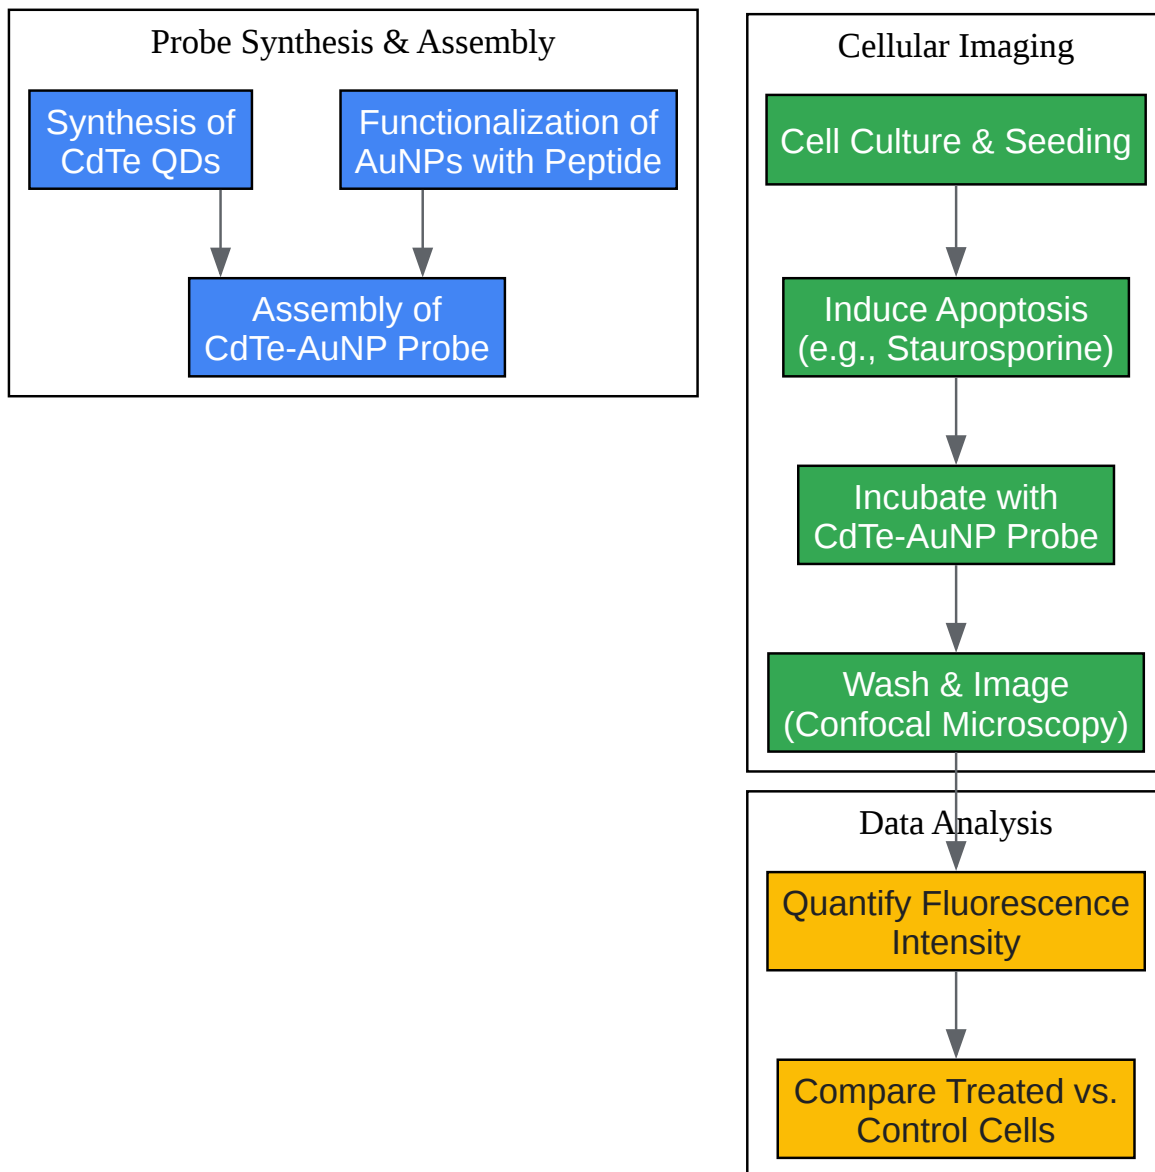 Probe Synthesis & Assembly
Synthesis of
CdTe QDs
Functionalization of
AuNPs with Peptide
Assembly of
CdTe-AuNP Probe
Cellular Imaging
Cell Culture & Seeding
Induce Apoptosis
(e.g., Staurosporine)
Incubate with
CdTe-AuNP Probe
Wash & Image
(Confocal Microscopy)
Data Analysis
Quantify Fluorescence
Intensity
Compare Treated vs.
Control Cells